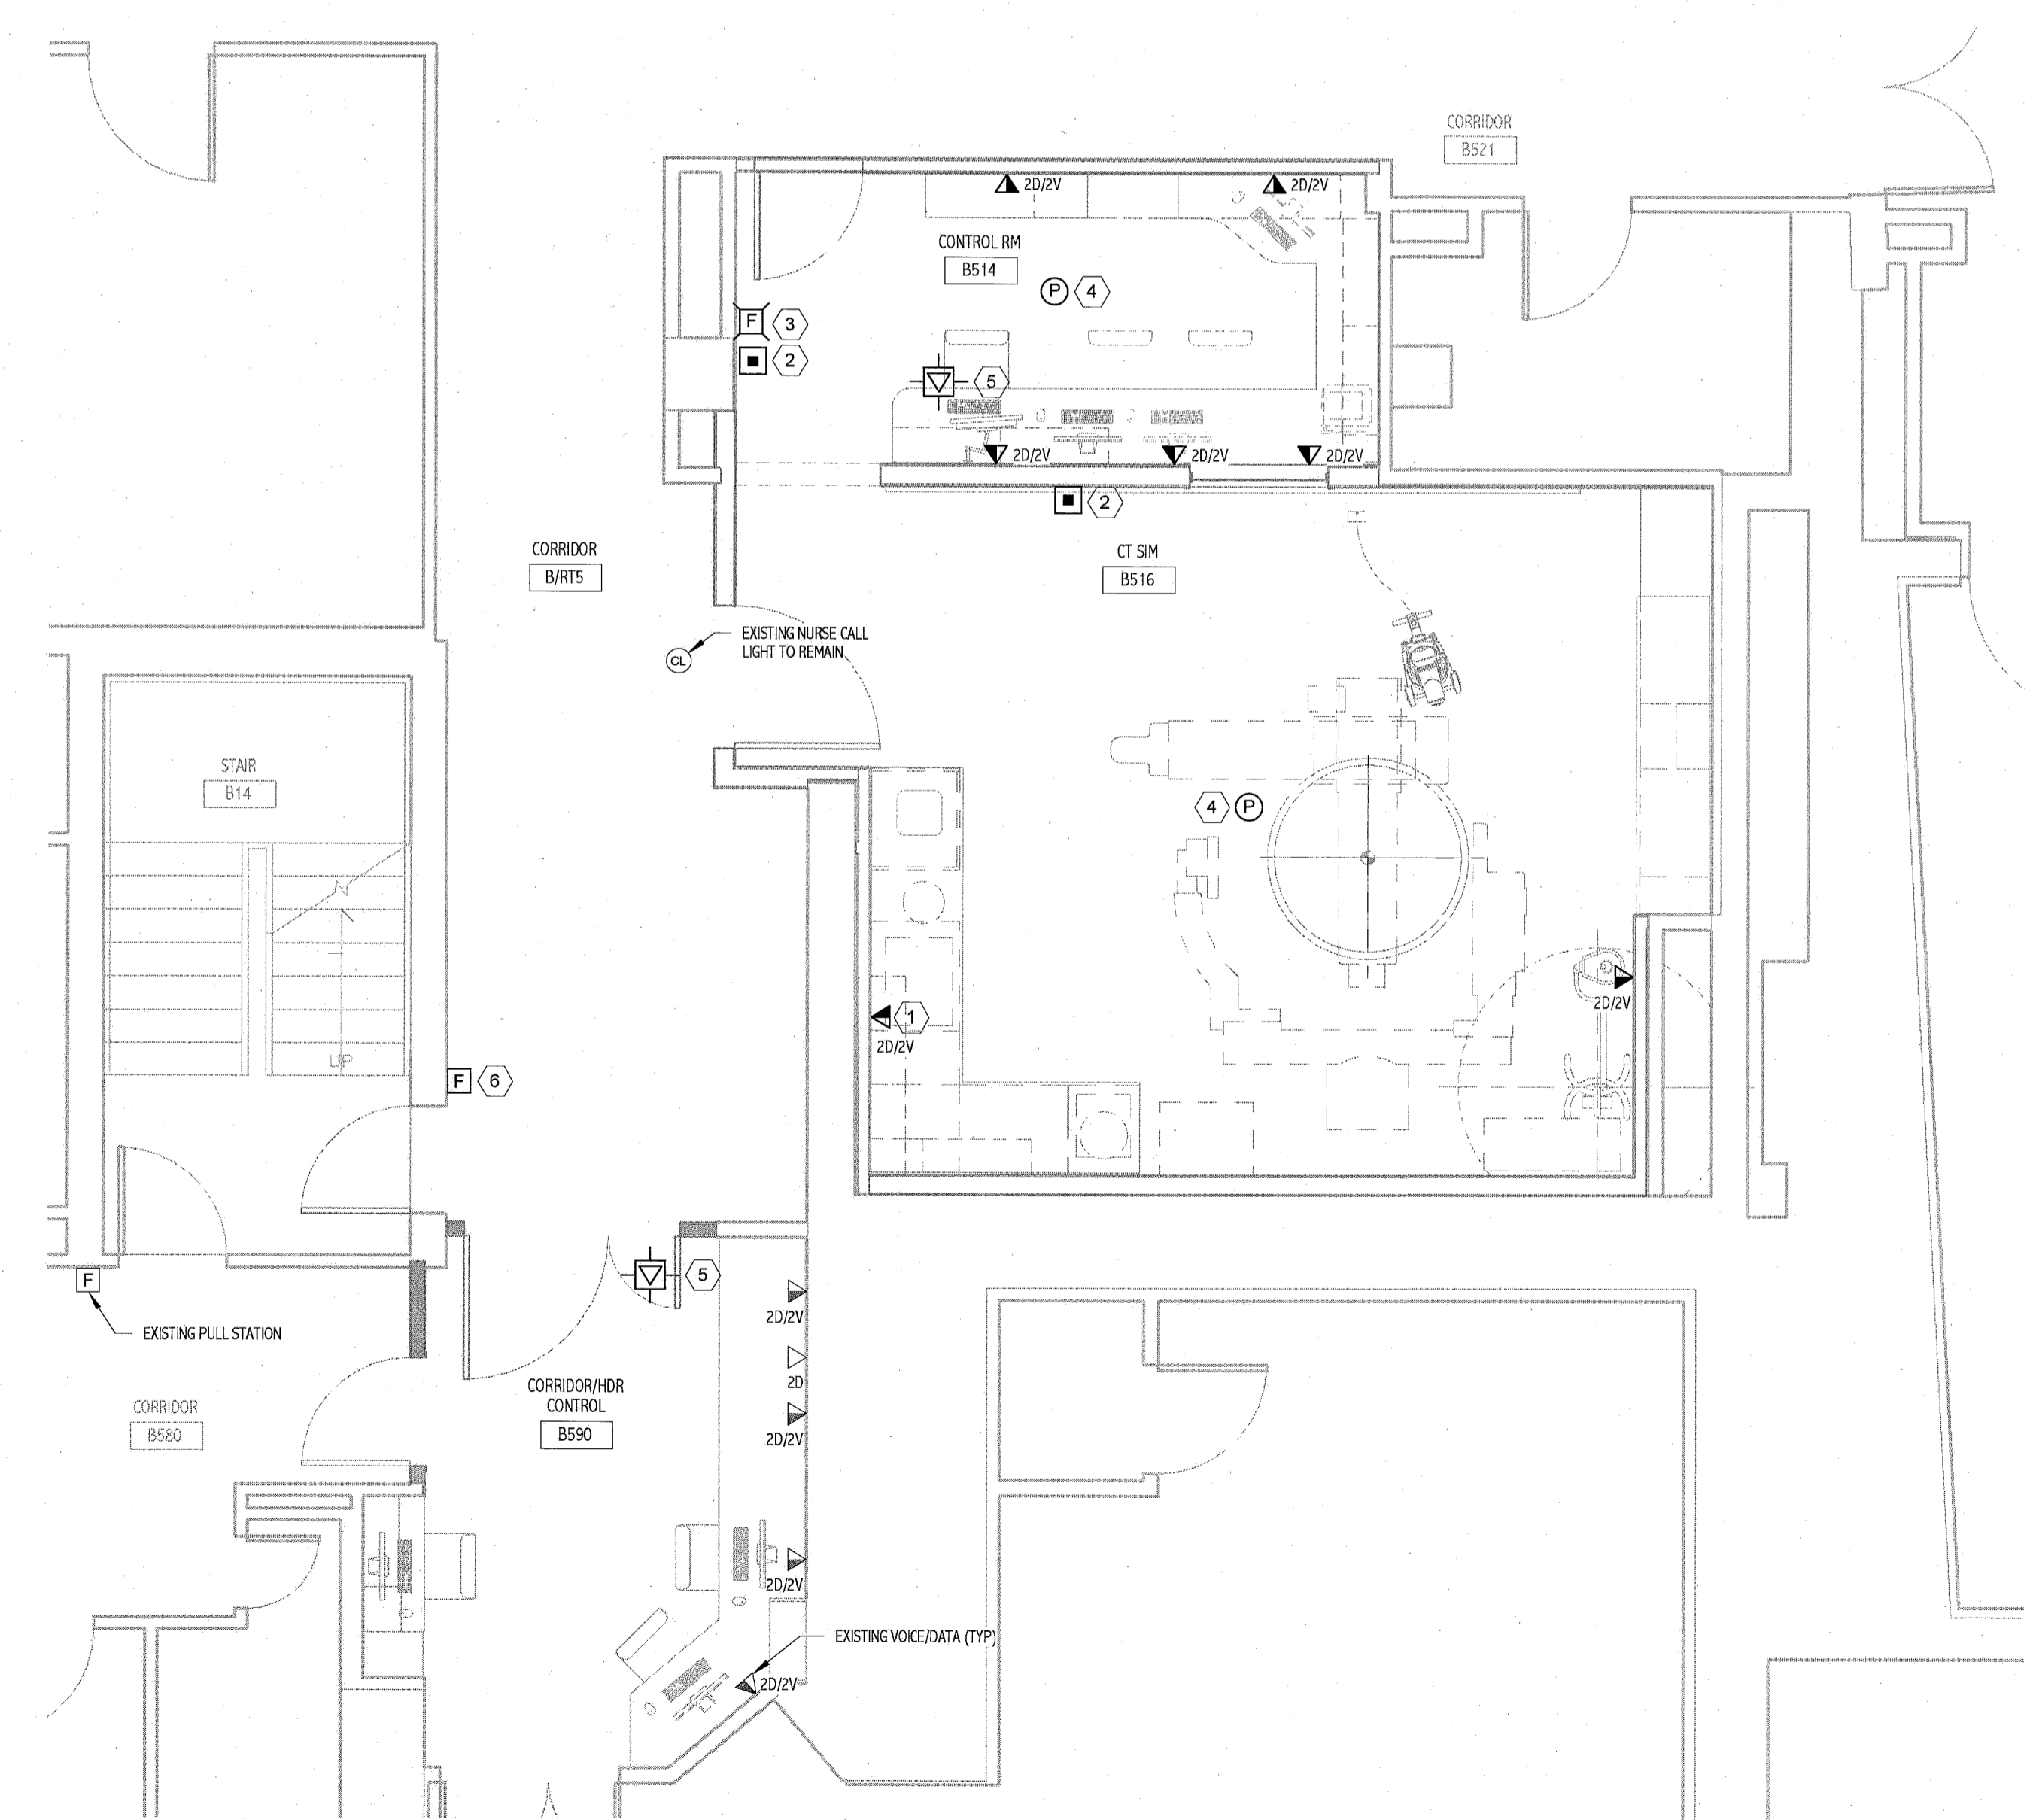 CORRIDOR
B521
2D/2V
2D/2V
CONTROL RM
B514
P
4
F
3
2
5
2D/2V
2D/2V
2D/2V
2
CORRIDOR
B/RT5
CT SIM
B516
EXISTING NURSE CALL
LIGHT TO REMAIN
CL
STAIR
B14
4
P
2D/2V
1
2D/2V
UP
F
6
F
5
2D/2V
EXISTING PULL STATION
2D
CORRIDOR/HDR
CONTROL
B590
CORRIDOR
B580
2D/2V
2D/2V
EXISTING VOICE/DATA (TYP)
2D/2V